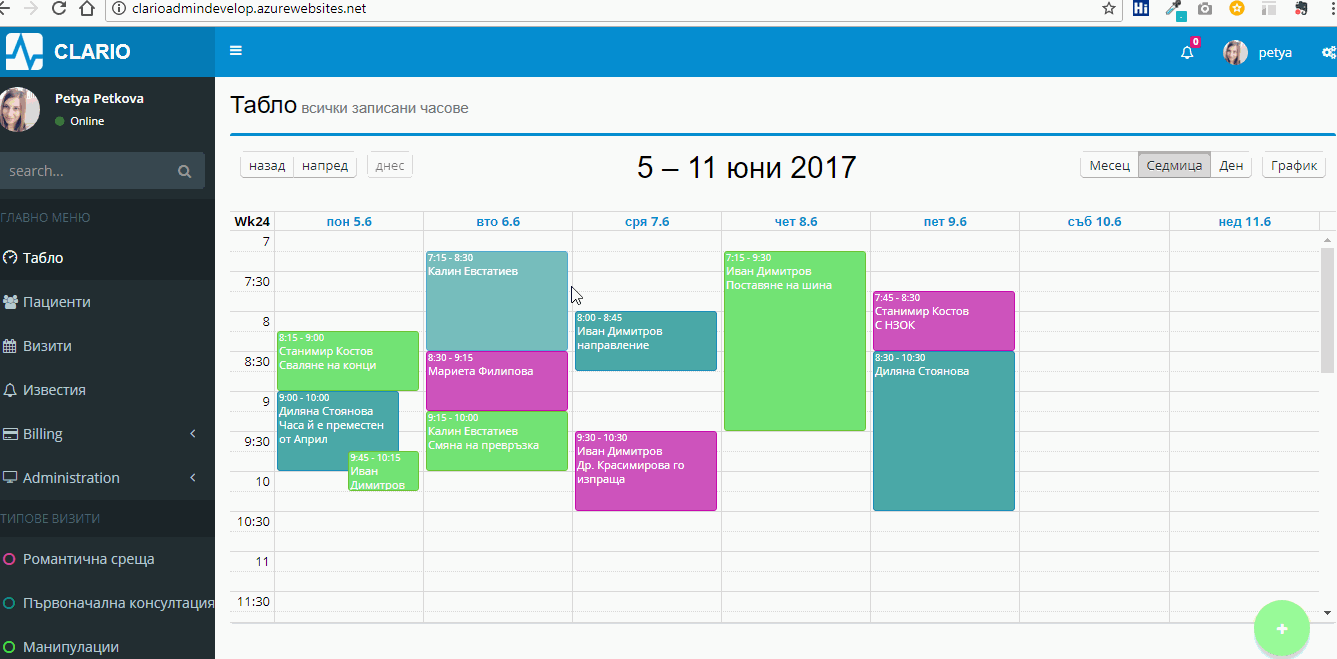 clarioadmindevelop.azurewebsites.net
Hi
CLARIO
0
petya
Petya Petkova
Online
search...
ГЛАВНО МЕНЮ
Табло
Пациенти
Визити
Известия
Billing
Administration
ТИПОВЕ ВИЗИТИ
Романтична среща
Първоначална консултация
Манипулации
Табло всички записани часове
назад напред днес
5 – 11 юни 2017
Месец Седмица Ден График
Wk24 пон 5.6 вто 6.6 сря 7.6 чет 8.6 пет 9.6 съб 10.6 нед 11.6
7
7:30
8
8:30
9
9:30
10
10:30
11
11:30
8:15 - 9:00
Станимир Костов
Сваляне на конци
9:00 - 10:00
Диляна Стоянова
Часа й е преместен
от Април
9:45 - 10:15
Иван
Димитров
7:15 - 8:30
Калин Евстатиев
8:30 - 9:15
Мариета Филипова
9:15 - 10:00
Калин Евстатиев
Смяна на превръзка
8:00 - 8:45
Иван Димитров
направление
9:30 - 10:30
Иван Димитров
Др. Красимирова го
изпраща
7:15 - 9:30
Иван Димитров
Поставяне на шина
7:45 - 8:30
Станимир Костов
С НЗОК
8:30 - 10:30
Диляна Стоянова
+